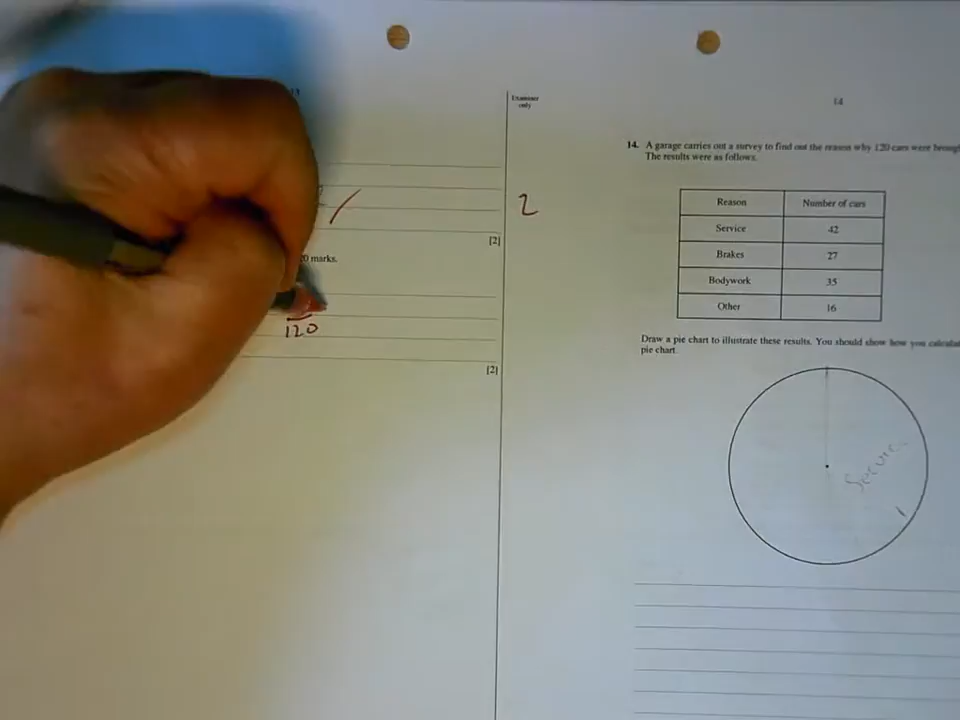 Examiner
only
2
[2]
0 marks.
120
[2]
14
14. A garage carries out a survey to find out the reason why 120 cars were brought
The results were as follows.
Reason Number of cars
Service 42
Brakes 27
Bodywork 35
Other 16
Draw a pie chart to illustrate these results. You should show how you calculat
pie chart.